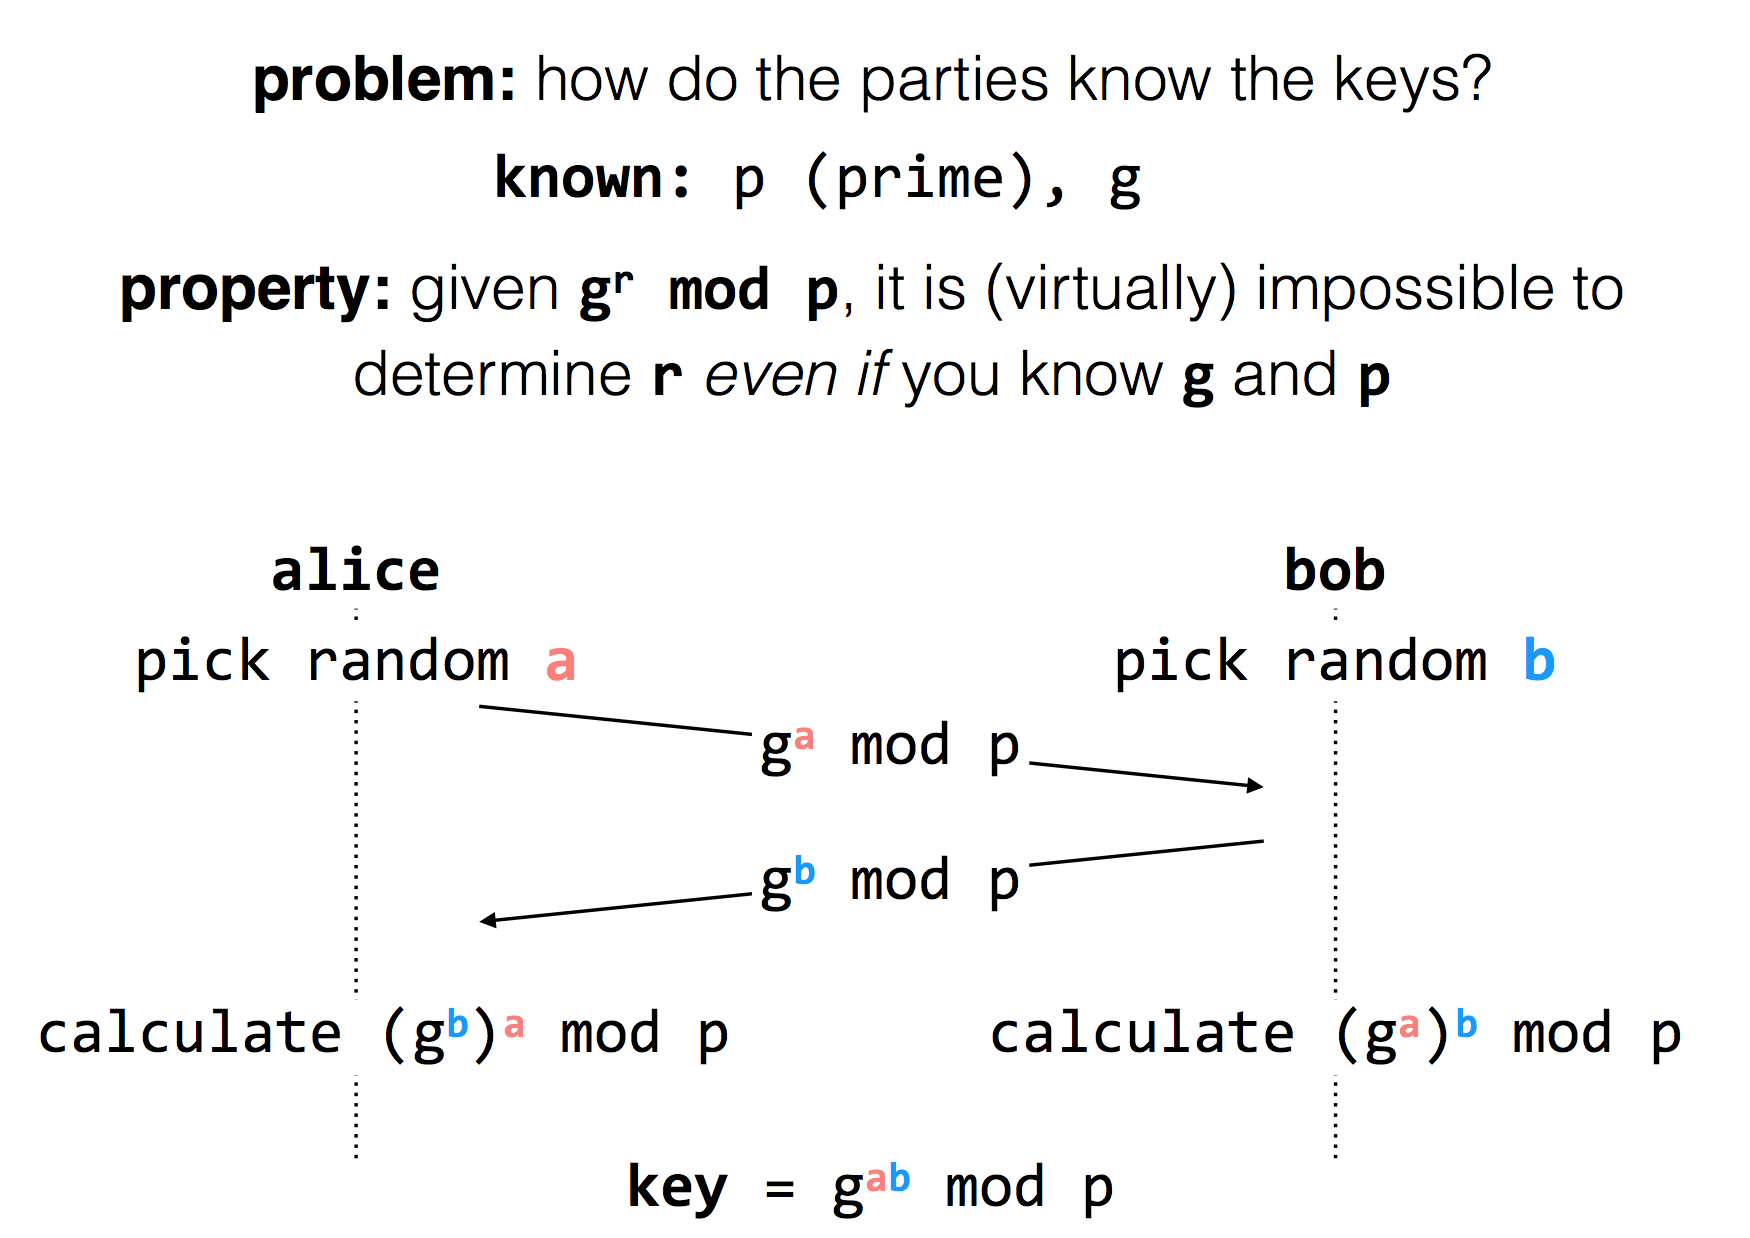 problem: how do the parties know the keys?
known: p (prime), g
property: given gʳ mod p, it is (virtually) impossible to
determine r even if you know g and p
alice
bob
pick random a
pick random b
gᵃ mod p
gᵇ mod p
calculate (gᵇ)ᵃ mod p
calculate (gᵃ)ᵇ mod p
key = gᵃᵇ mod p